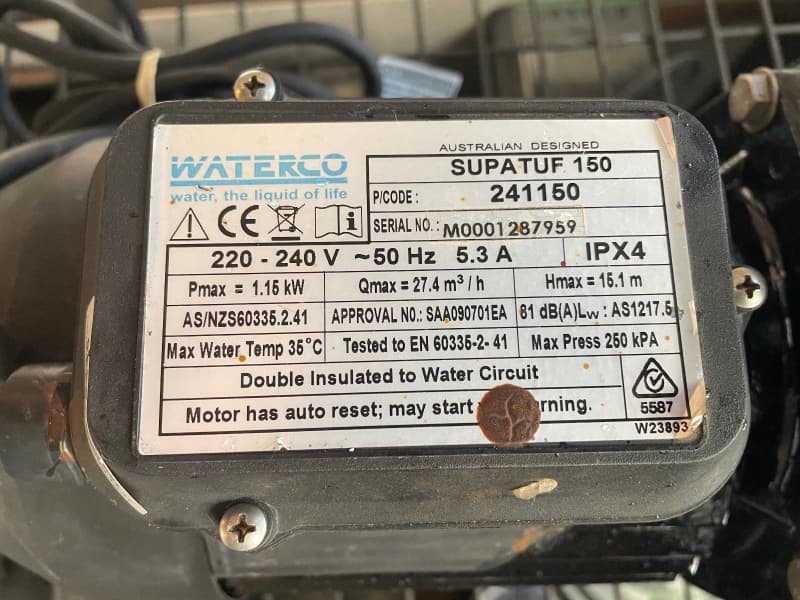 AUSTRALIAN DESIGNED
WATERCO
water, the liquid of life
SUPATUF 150
P/CODE : 241150
SERIAL NO. : M0001287959
CE
i
220 - 240 V ~50 Hz 5.3 A IPX4
Pmax = 1.15 kW Qmax = 27.4 m³ / h Hmax = 15.1 m
AS/NZS60335.2.41 APPROVAL NO.: SAA090701EA 81 dB(A)Lw : AS1217.5
Max Water Temp 35°C Tested to EN 60335-2- 41 Max Press 250 kPA
Double Insulated to Water Circuit
Motor has auto reset; may start
5587
W23893